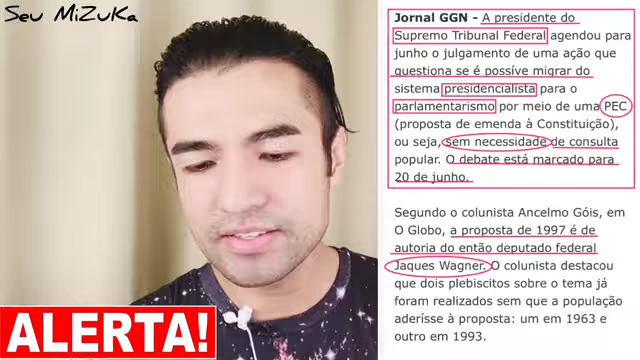 Seu MiZuKa
Jornal GGN - A presidente do
Supremo Tribunal Federal agendou para
junho o julgamento de uma ação que
questiona se é possível migrar do
sistema presidencialista para o
parlamentarismo por meio de uma PEC
(proposta de emenda à Constituição),
ou seja, sem necessidade de consulta
popular. O debate está marcado para
20 de junho.
Segundo o colunista Ancelmo Góis, em
O Globo, a proposta de 1997 é de
autoria do então deputado federal
Jaques Wagner. O colunista destacou
que dois plebiscitos sobre o tema já
foram realizados sem que a população
aderísse à proposta: um em 1963 e
outro em 1993.
ALERTA!